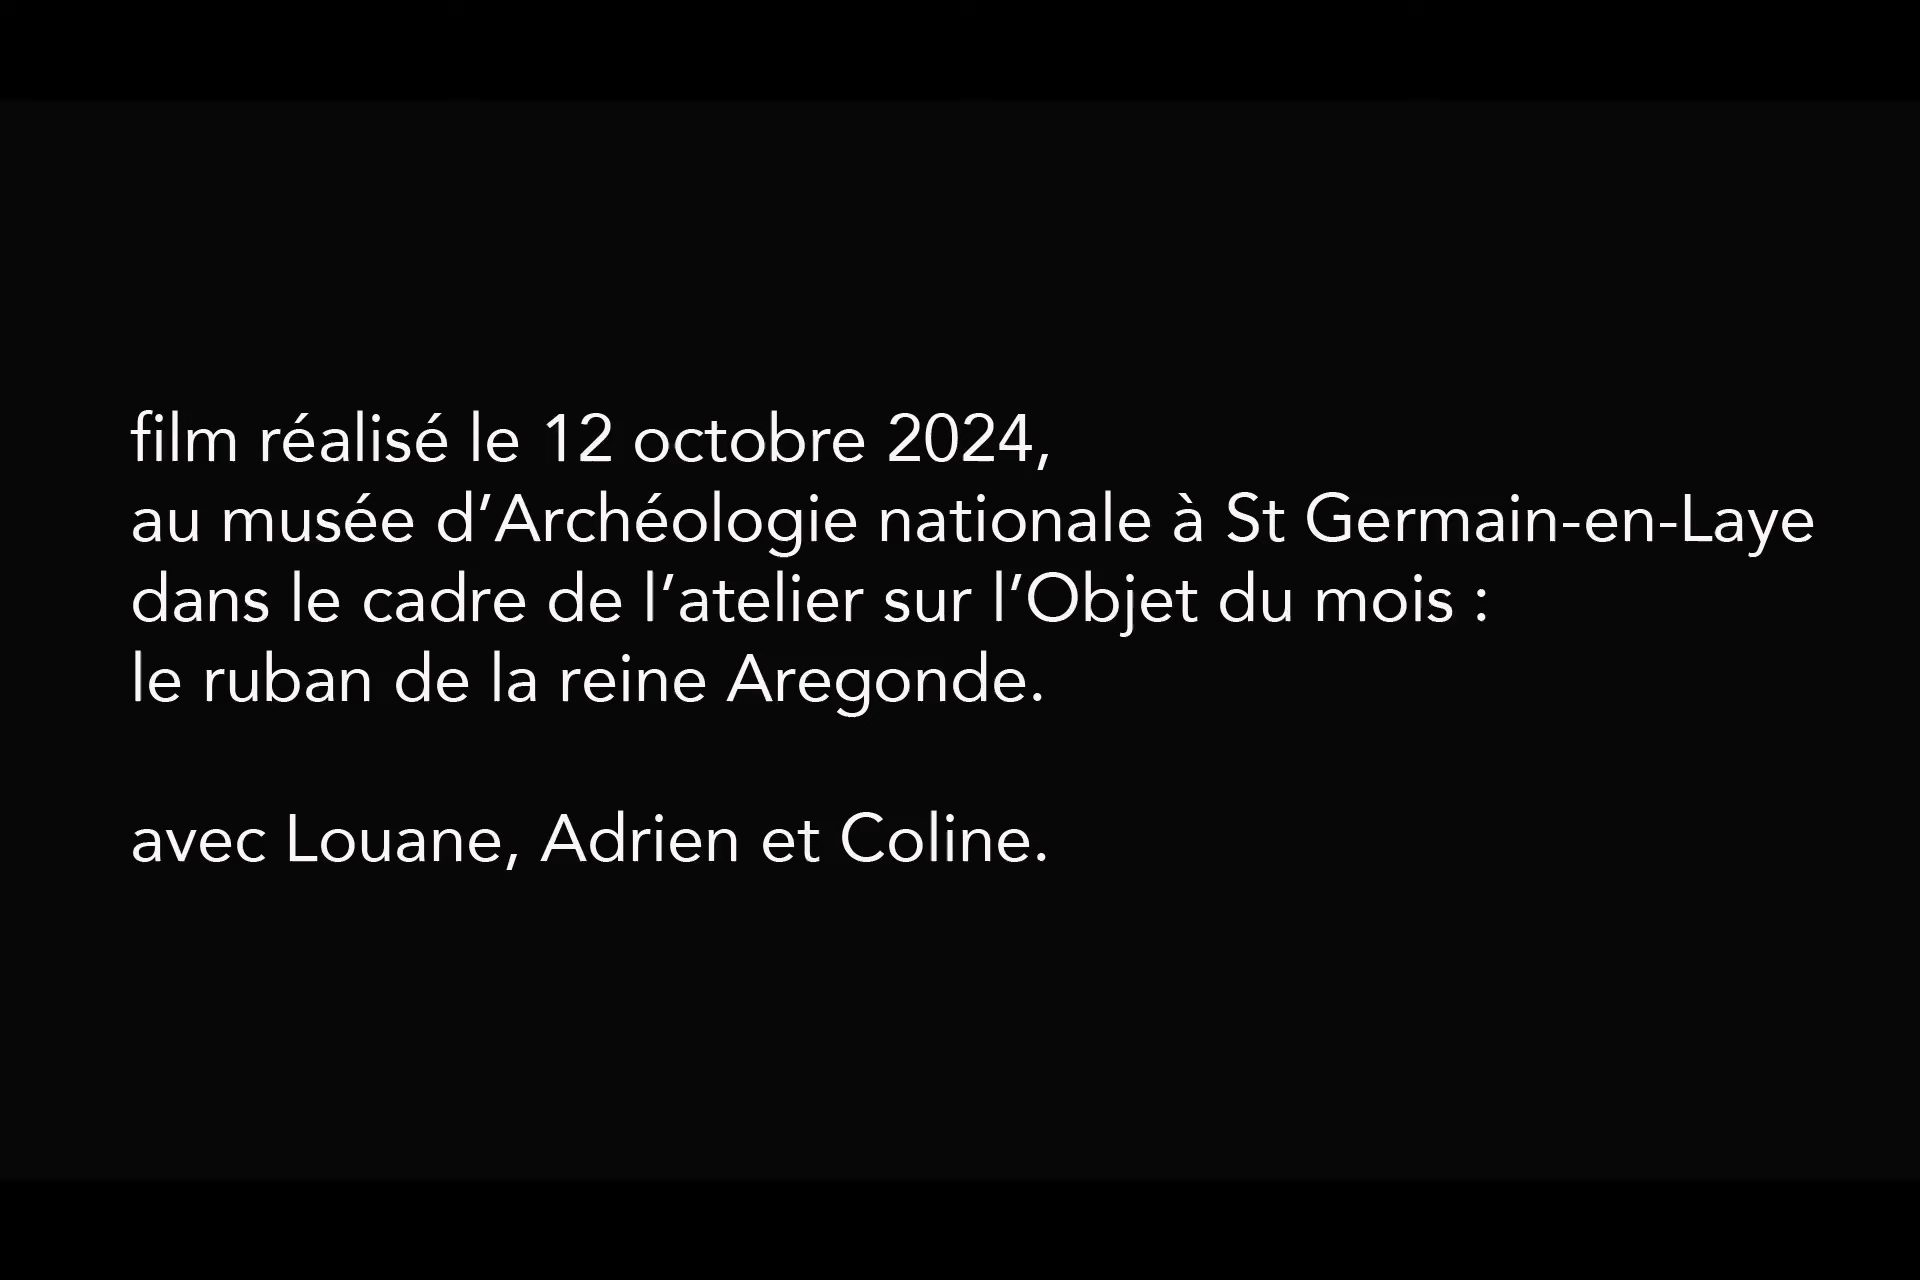 film réalisé le 12 octobre 2024,
au musée d’Archéologie nationale à St Germain-en-Laye
dans le cadre de l’atelier sur l’Objet du mois :
le ruban de la reine Aregonde.
avec Louane, Adrien et Coline.